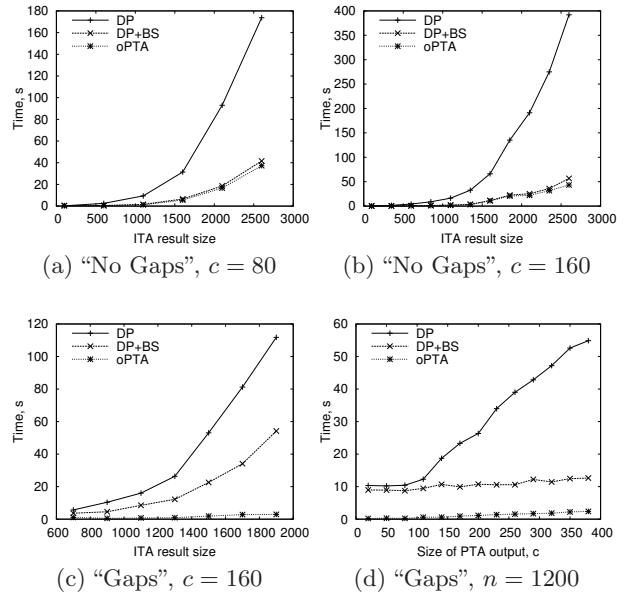 180
160
140
120
100
80
60
40
20
0
0 500 1000 1500 2000 2500 3000
Time, s
ITA result size
DP
DP+BS
oPTA
(a) “No Gaps”, c = 80
400
350
300
250
200
150
100
50
0
0 500 1000 1500 2000 2500 3000
Time, s
ITA result size
DP
DP+BS
oPTA
(b) “No Gaps”, c = 160
120
100
80
60
40
20
0
600 800 1000 1200 1400 1600 1800 2000
Time, s
ITA result size
DP
DP+BS
oPTA
(c) “Gaps”, c = 160
60
50
40
30
20
10
0
0 50 100 150 200 250 300 350 400
Time, s
Size of PTA output, c
DP
DP+BS
oPTA
(d) “Gaps”, n = 1200